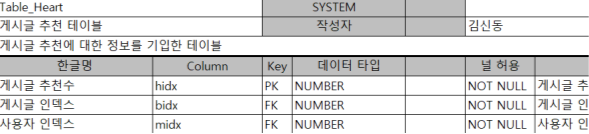 Table_Heart SYSTEM
게시글 추천 테이블 작성자 김신동
게시글 추천에 대한 정보를 기입한 테이블
한글명 Column Key 데이터 타입 널 허용
게시글 추천수 hidx PK NUMBER NOT NULL 게시글 추
게시글 인덱스 bidx FK NUMBER NOT NULL 게시글 인
사용자 인덱스 midx FK NUMBER NOT NULL 사용자 인